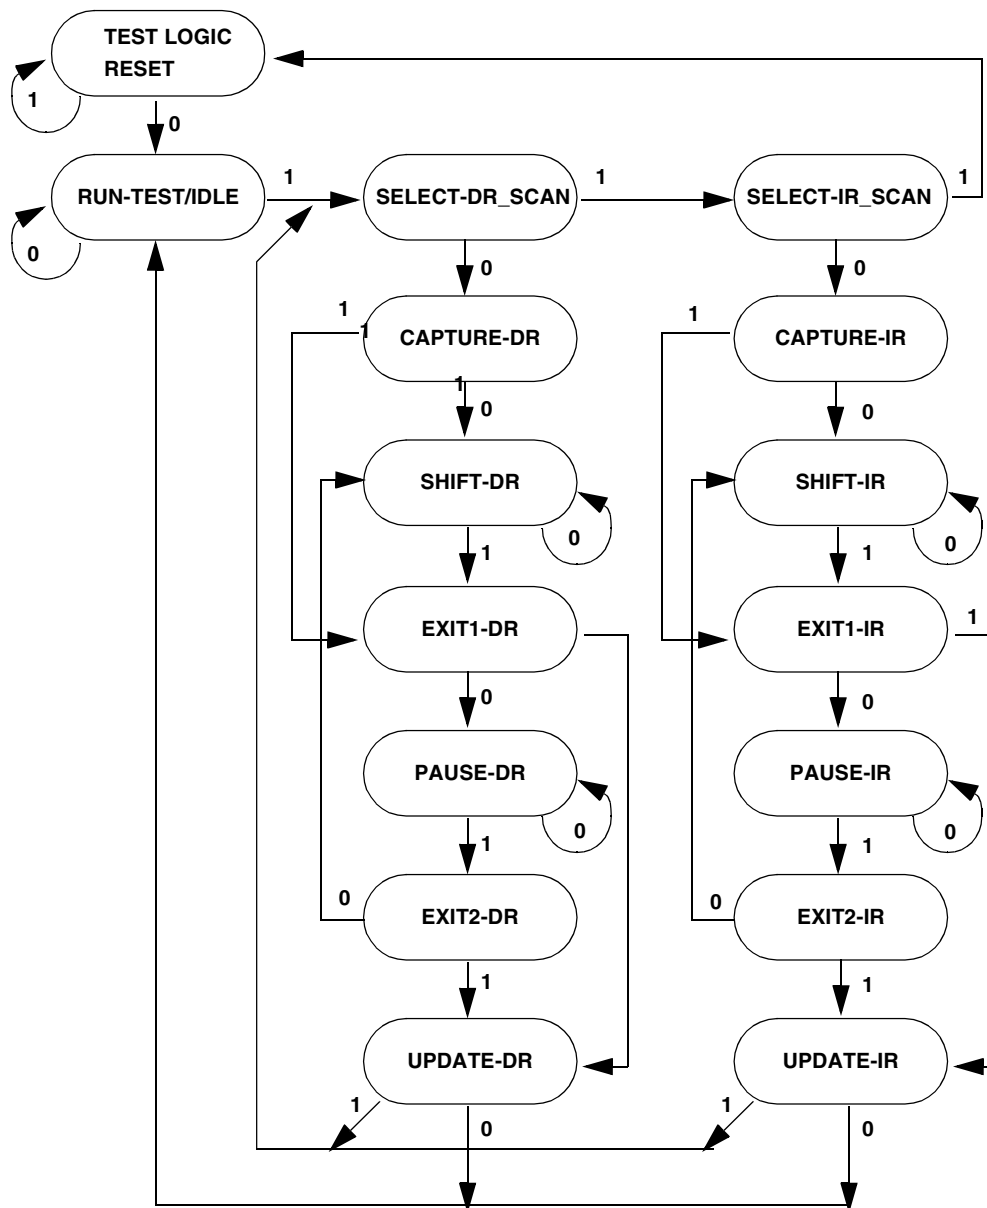 TEST LOGIC
RESET
1
0
RUN-TEST/IDLE
1
SELECT-DR_SCAN
1
SELECT-IR_SCAN
1
0
0
0
1
1
CAPTURE-DR
1
CAPTURE-IR
1
0
0
SHIFT-DR
SHIFT-IR
0
0
1
1
EXIT1-DR
EXIT1-IR
1
0
0
PAUSE-DR
PAUSE-IR
0
0
1
1
0
EXIT2-DR
0
EXIT2-IR
1
1
UPDATE-DR
UPDATE-IR
1
1
0
0